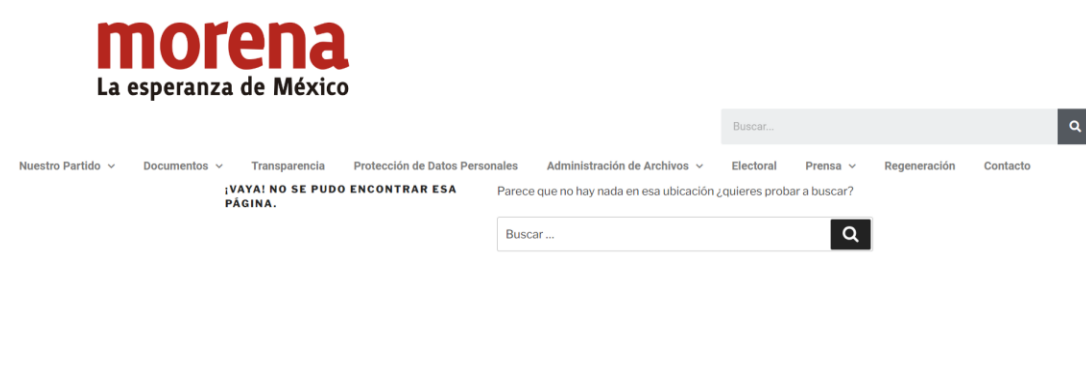 morena
La esperanza de México
Buscar...
Nuestro Partido Documentos Transparencia Protección de Datos Personales Administración de Archivos Electoral Prensa Regeneración Contacto
¡VAYA! NO SE PUDO ENCONTRAR ESA
PÁGINA.
Parece que no hay nada en esa ubicación ¿quieres probar a buscar?
Buscar ...